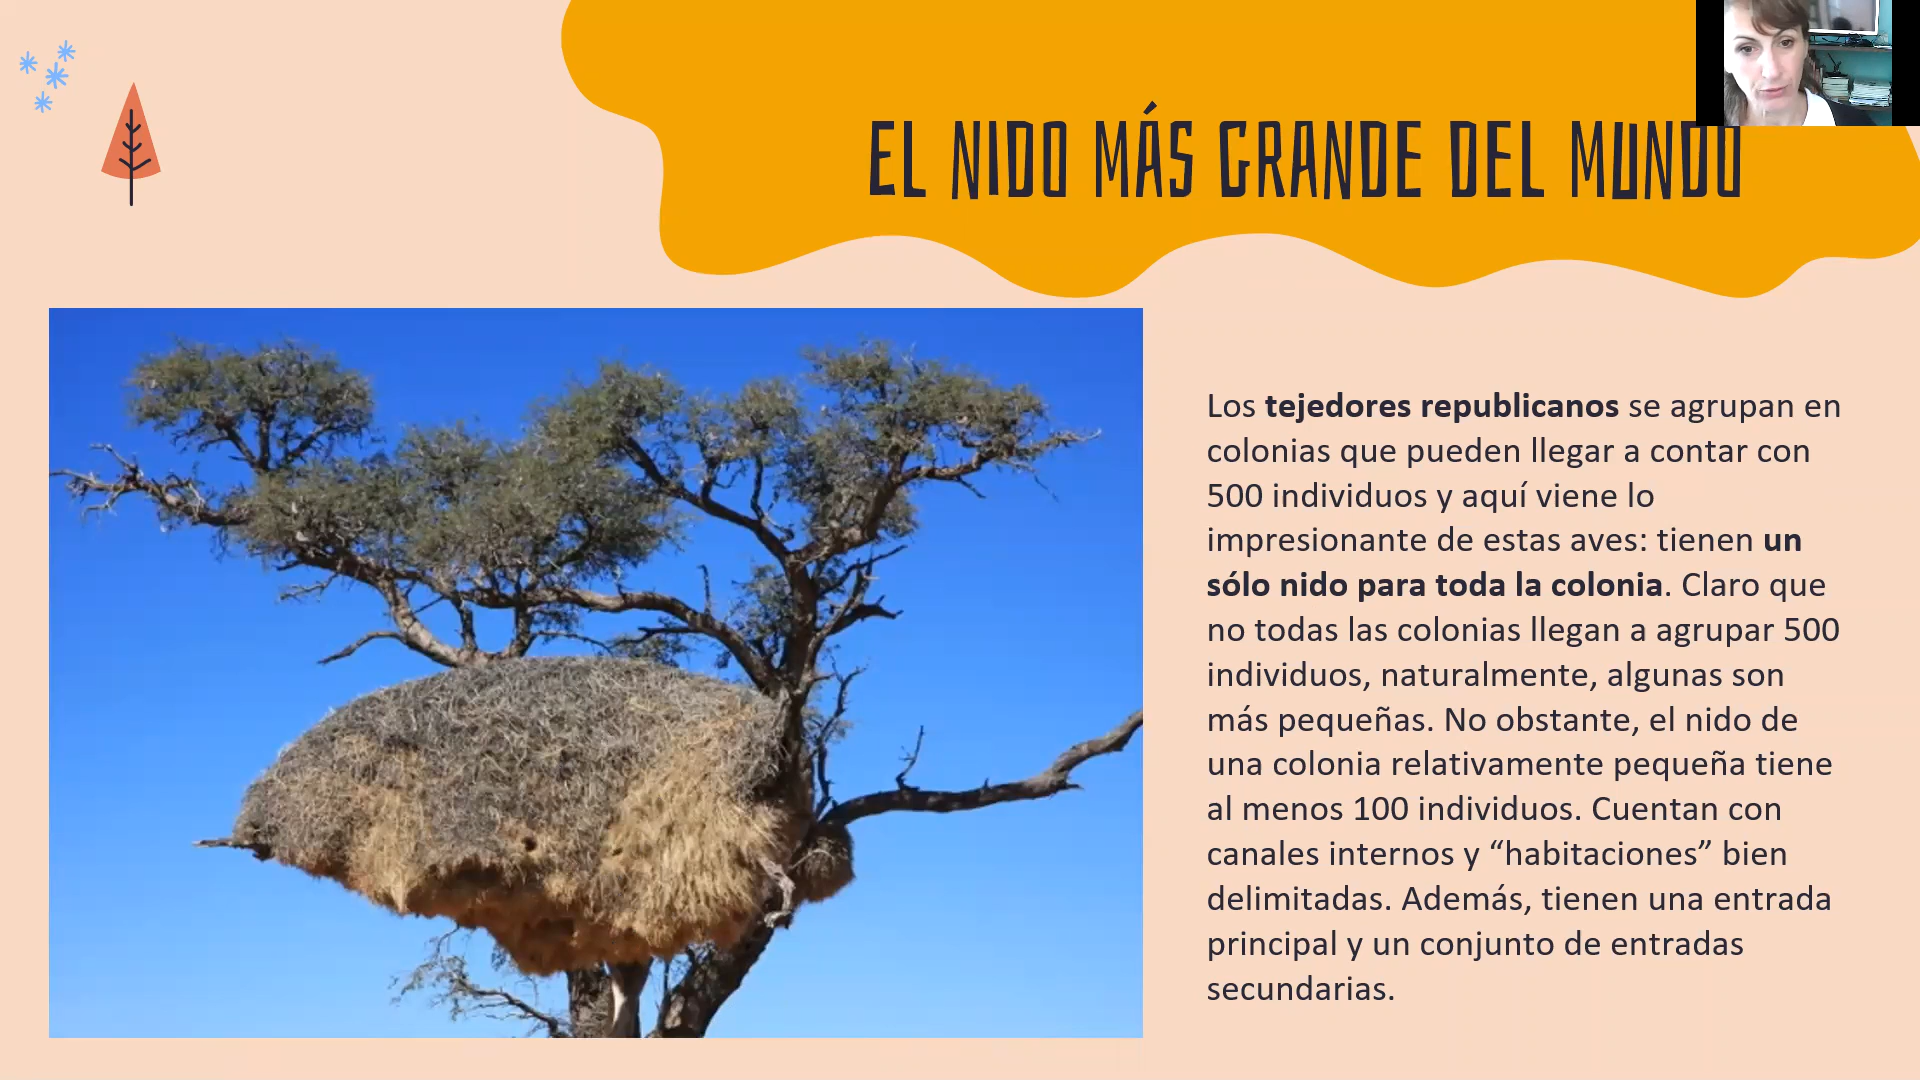 EL NIDO MÁS GRANDE DEL MUNDO
Los tejedores republicanos se agrupan en
colonias que pueden llegar a contar con
500 individuos y aquí viene lo
impresionante de estas aves: tienen un
sólo nido para toda la colonia. Claro que
no todas las colonias llegan a agrupar 500
individuos, naturalmente, algunas son
más pequeñas. No obstante, el nido de
una colonia relativamente pequeña tiene
al menos 100 individuos. Cuentan con
canales internos y “habitaciones” bien
delimitadas. Además, tienen una entrada
principal y un conjunto de entradas
secundarias.